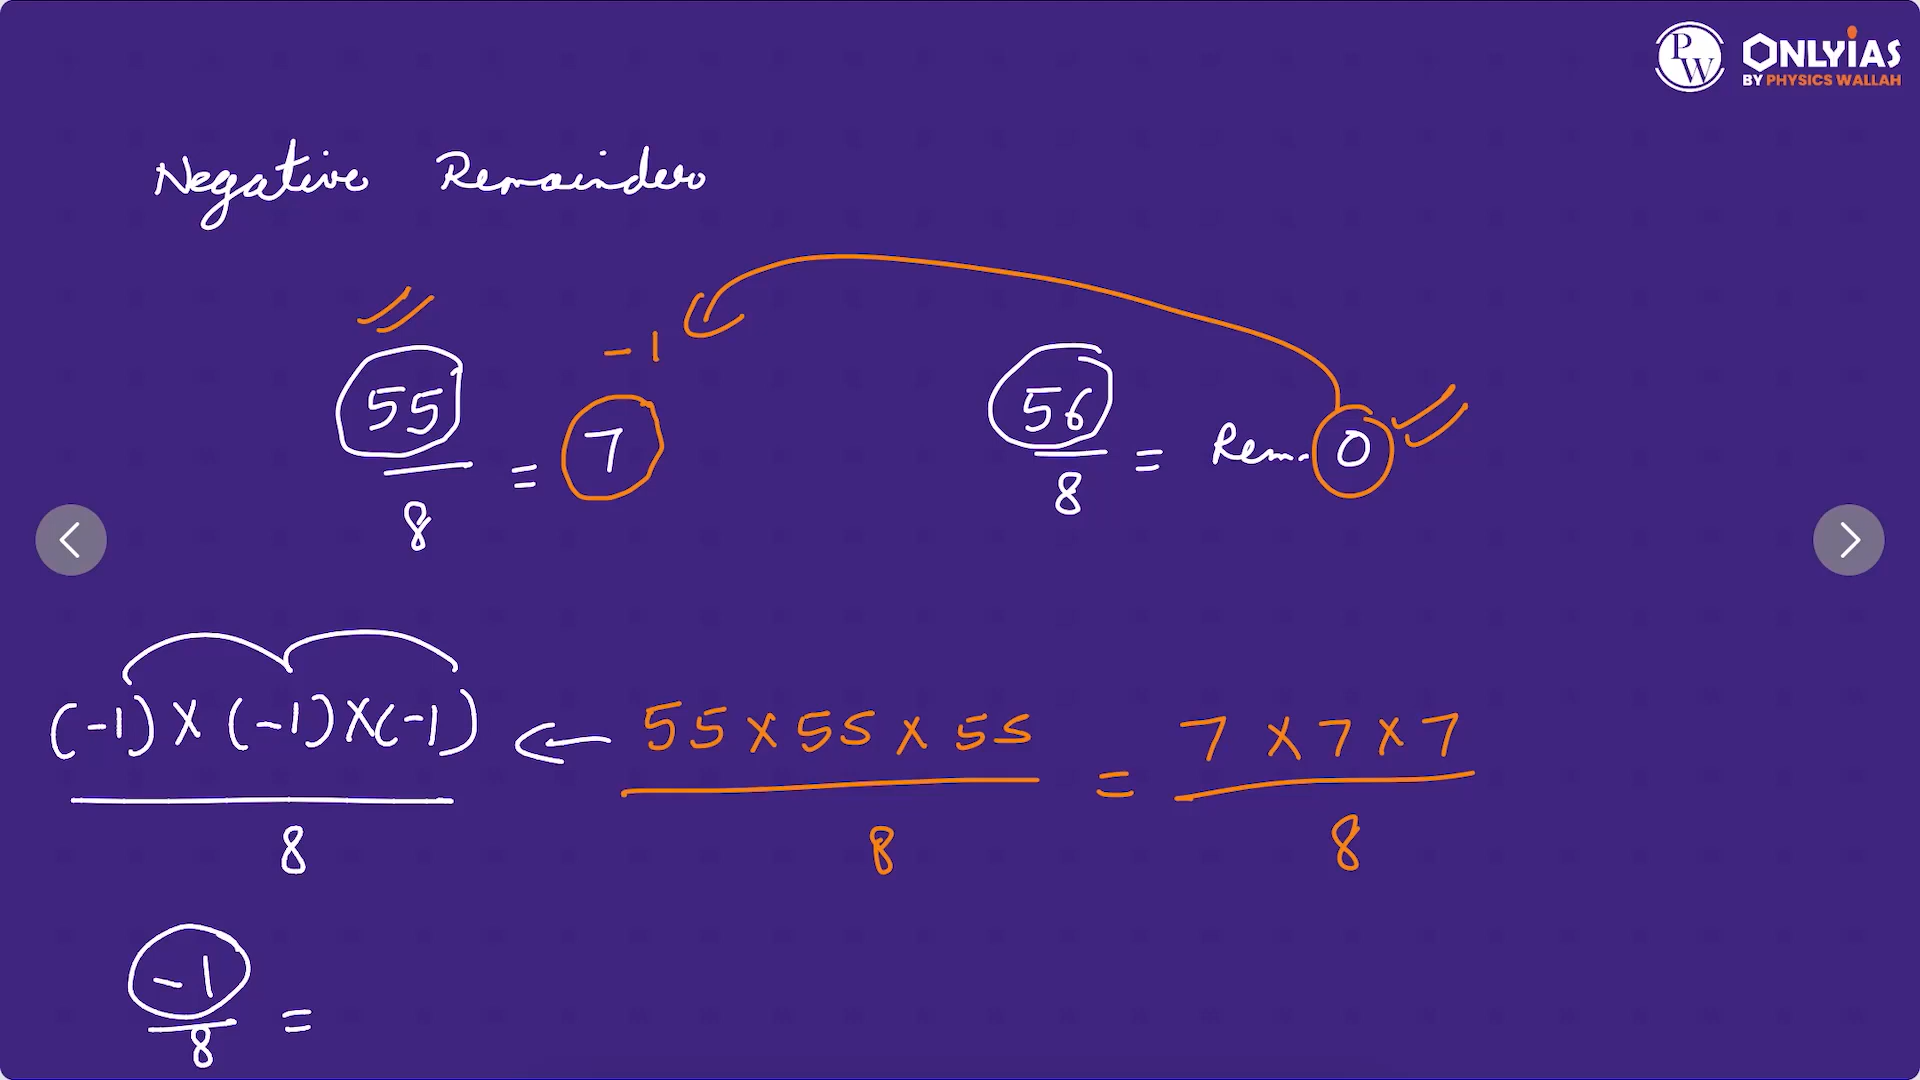 PW ONLYIAS
BY PHYSICS WALLAH
Negative Remainders
-1
55/8 = 7
56/8 = Rem. 0
(-1) X (-1) X (-1) / 8 ← 55 X 55 X 55 / 8 = 7 X 7 X 7 / 8
-1/8 =